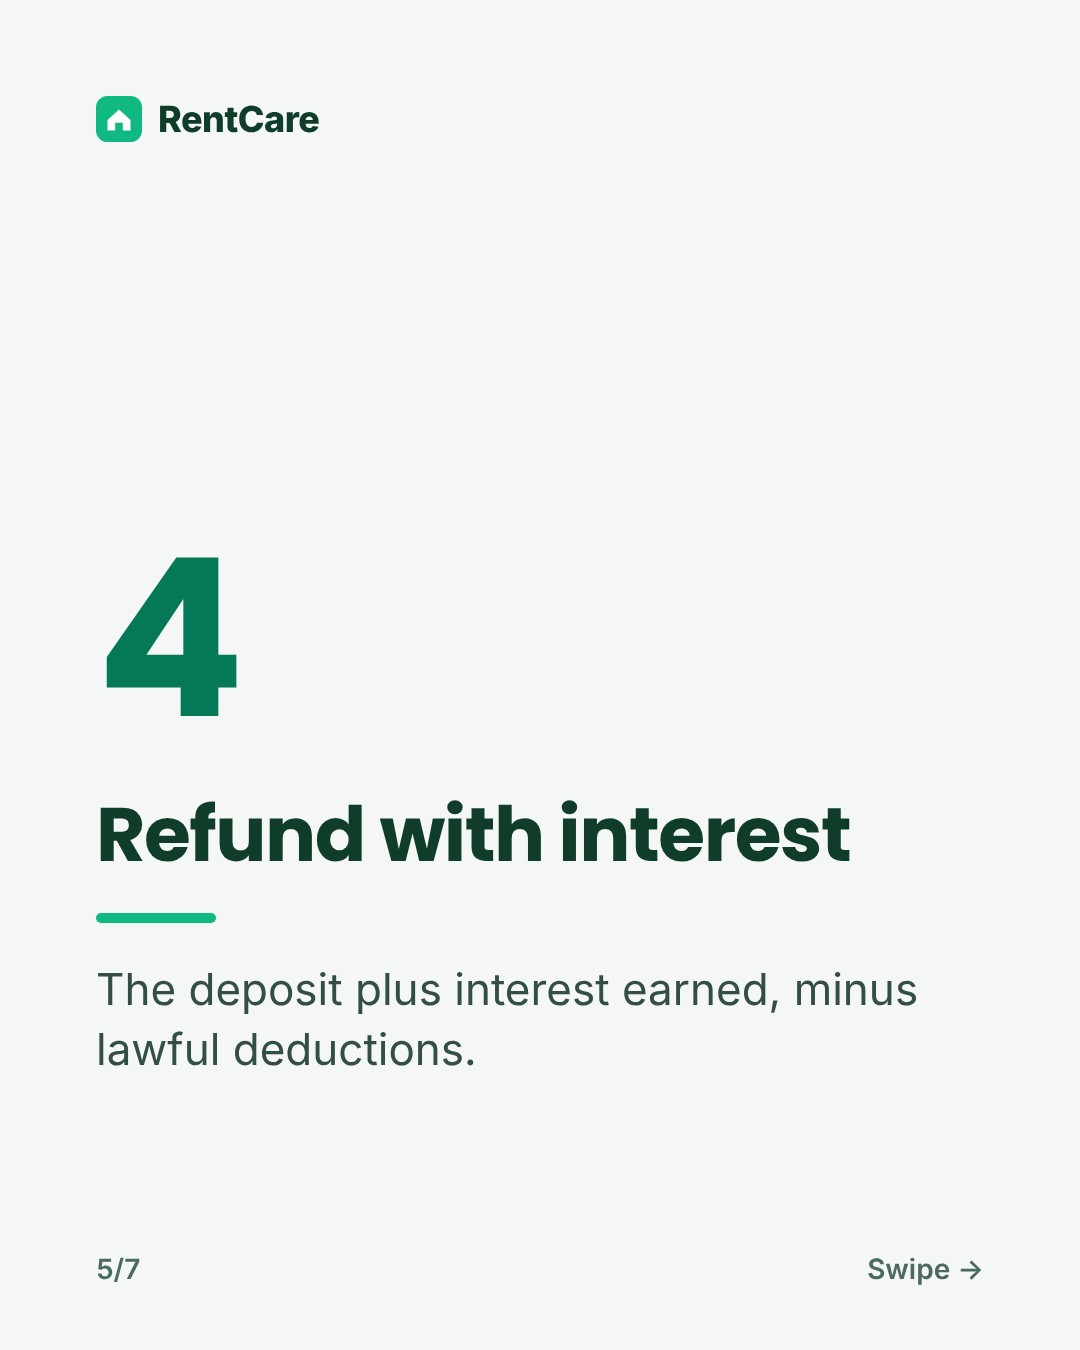 RentCare
4
Refund with interest
The deposit plus interest earned, minus
lawful deductions.
5/7
Swipe →